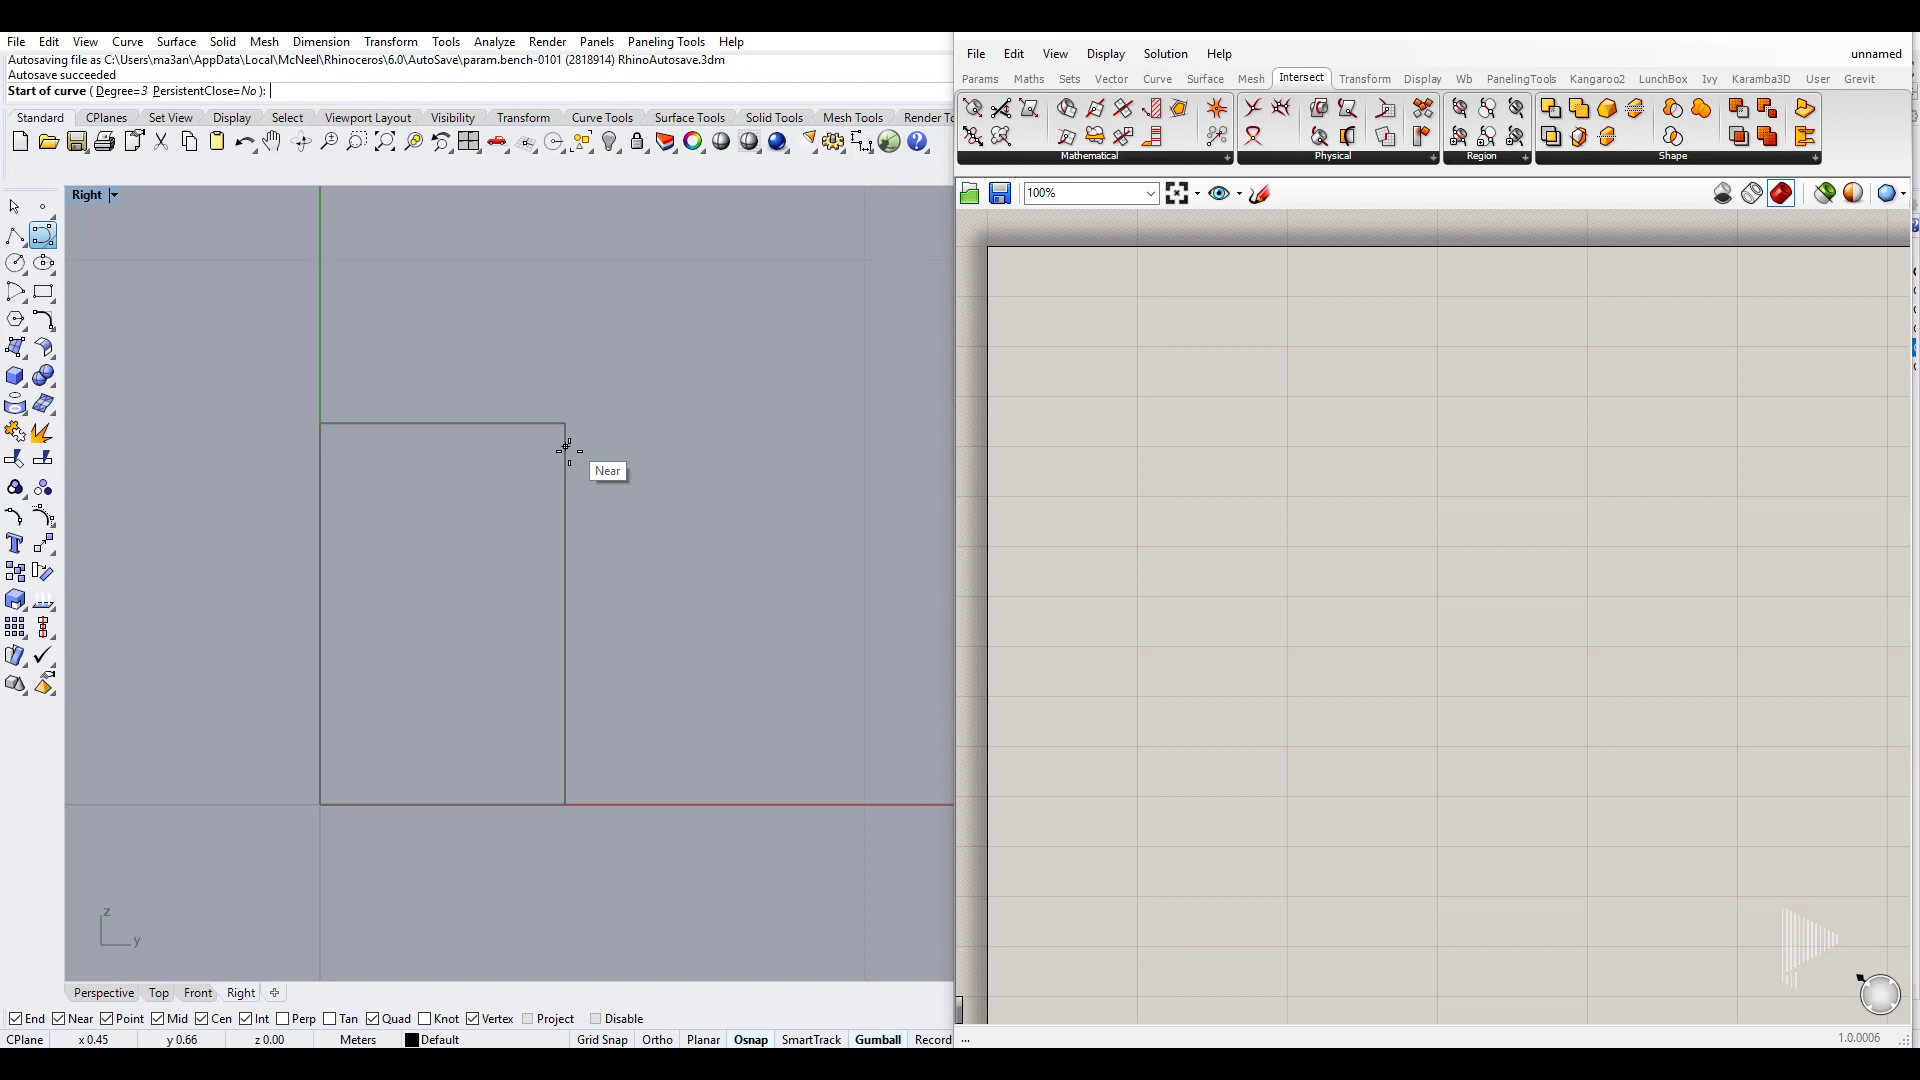 File Edit View Curve Surface Solid Mesh Dimension Transform Tools Analyze Render Panels Paneling Tools Help
Autosaving file as C:\Users\ma3an\AppData\Local\McNeel\Rhinoceros\6.0\AutoSave\param.bench-0101 (2818914) RhinoAutosave.3dm
Autosave succeeded
Start of curve ( Degree=3 PersistentClose=No ):
Standard CPlanes Set View Display Select Viewport Layout Visibility Transform Curve Tools Surface Tools Solid Tools Mesh Tools Render To
Right
Near
z
y
Perspective Top Front Right
End Near Point Mid Cen Int Perp Tan Quad Knot Vertex Project Disable
CPlane x 0.45 y 0.66 z 0.00 Meters Default Grid Snap Ortho Planar Osnap SmartTrack Gumball Record
File Edit View Display Solution Help unnamed
Params Maths Sets Vector Curve Surface Mesh Intersect Transform Display Wb PanelingTools Kangaroo2 LunchBox Ivy Karamba3D User Grevit
Mathematical Physical Region Shape
100%
... 1.0.0006